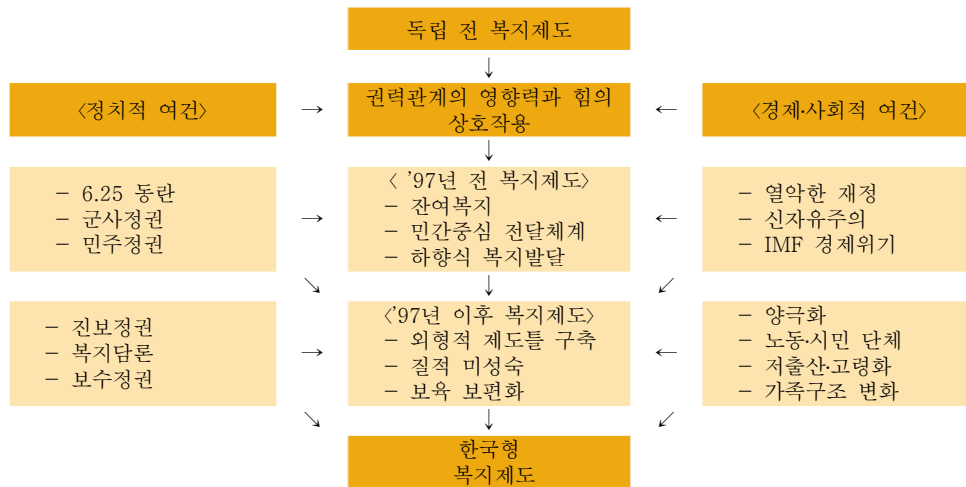 독립 전 복지제도
〈정치적 여건〉
권력관계의 영향력과 힘의
상호작용
〈경제·사회적 여건〉
- 6.25 동란
- 군사정권
- 민주정권
〈 '97년 전 복지제도〉
- 잔여복지
- 민간중심 전달체계
- 하향식 복지발달
- 열악한 재정
- 신자유주의
- IMF 경제위기
- 진보정권
- 복지담론
- 보수정권
〈'97년 이후 복지제도〉
- 외형적 제도틀 구축
- 질적 미성숙
- 보육 보편화
- 양극화
- 노동·시민 단체
- 저출산·고령화
- 가족구조 변화
한국형
복지제도